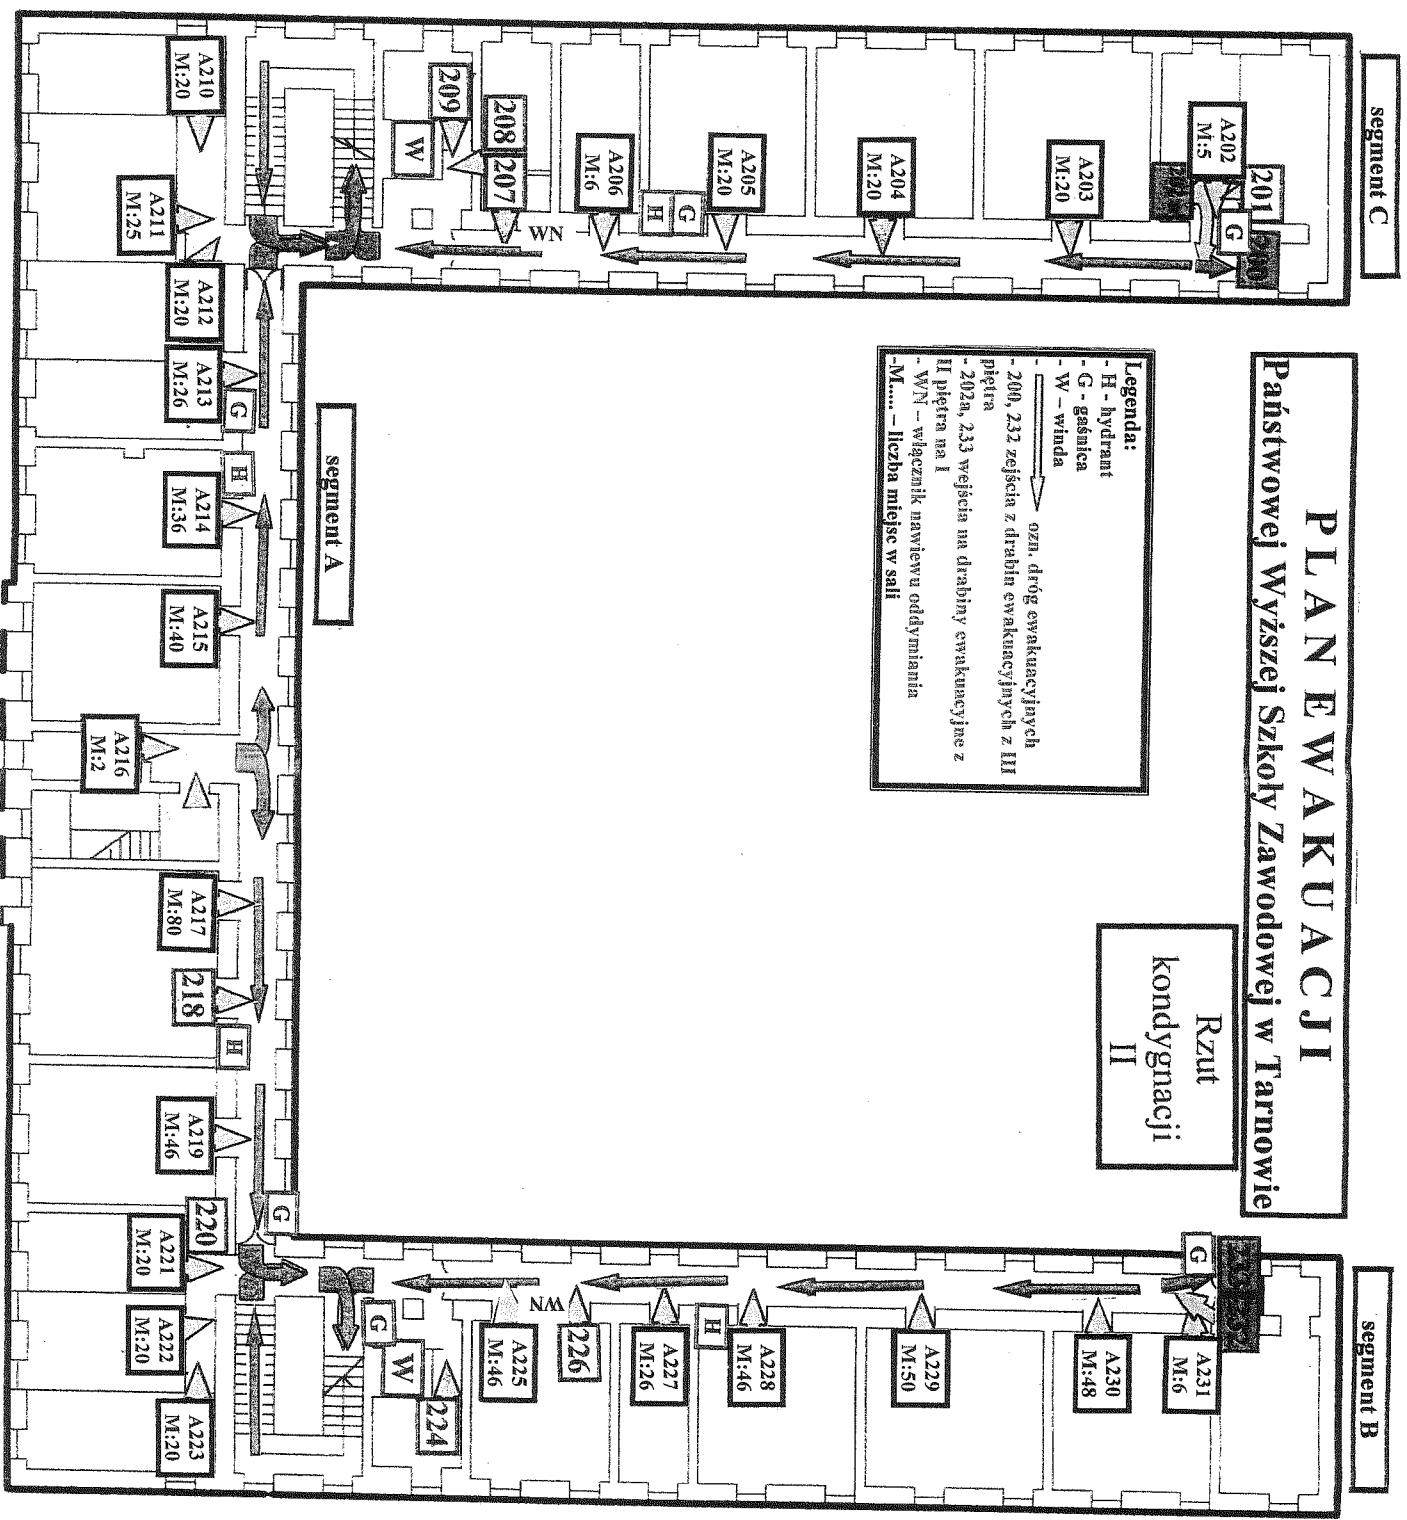 PLAN EWAKUACJI
Państwowej Wyższej Szkoły Zawodowej w Tarnowie
Rzut
kondygnacji
II
Legenda:
- H - hydrant
- G - gaśnica
- W – winda
- ozn. dróg ewakuacyjnych
- 200, 232 zejścia z drabin ewakuacyjnych z III
piętra
- 202a, 233 wejścia na drabiny ewakuacyjne z
II piętra na I
- WN – włącznik nawiewu oddymiania
-M...... – liczba miejsc w sali
segment C
201
G
200
A202
M:5
A203
M:20
A204
M:20
A205
M:20
G
H
A206
M:6
WN
207
208
209
W
segment A
A210
M:20
A211
M:25
A212
M:20
A213
M:26
G
H
A214
M:36
A215
M:40
A216
M:2
A217
M:80
218
H
A219
M:46
G
220
A221
M:20
A222
M:20
A223
M:20
segment B
G
W
224
A225
M:46
WN
226
A227
M:26
H
A228
M:46
A229
M:50
A230
M:48
A231
M:6
G
232